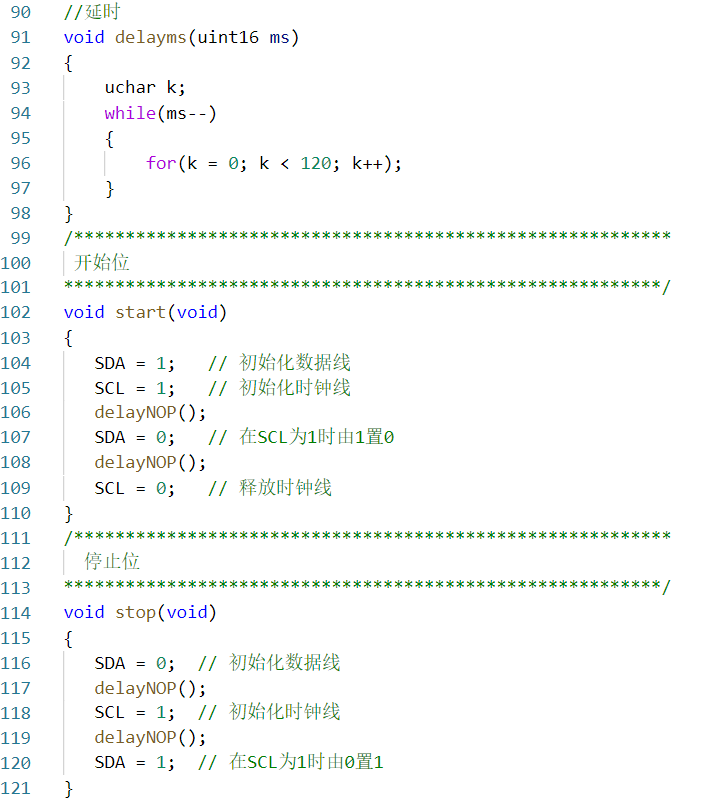 90 //延时
91 void delayms(uint16 ms)
92 {
93     uchar k;
94     while(ms--)
95     {
96         for(k = 0; k < 120; k++);
97     }
98 }
99 /**********************************************************
100  开始位
101 **********************************************************/
102 void start(void)
103 {
104    SDA = 1;   // 初始化数据线
105    SCL = 1;   // 初始化时钟线
106    delayNOP();
107    SDA = 0;   // 在SCL为1时由1置0
108    delayNOP();
109    SCL = 0;   // 释放时钟线
110 }
111 /**********************************************************
112   停止位
113 **********************************************************/
114 void stop(void)
115 {
116    SDA = 0;  // 初始化数据线
117    delayNOP();
118    SCL = 1;  // 初始化时钟线
119    delayNOP();
120    SDA = 1;  // 在SCL为1时由0置1
121 }